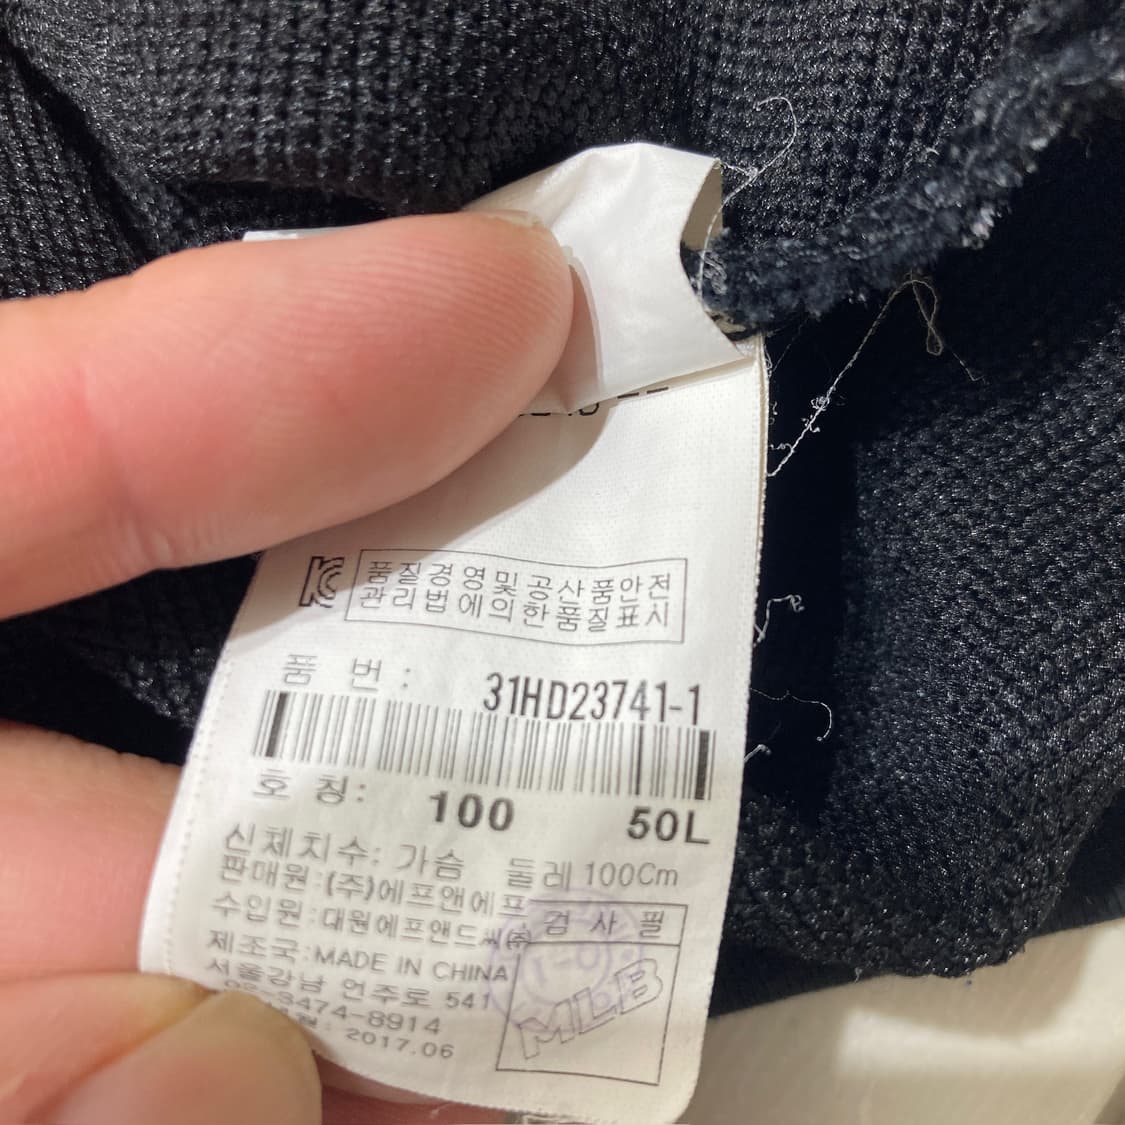 KC
품질경영및공산품안전
관리법에의한품질표시
품 번 : 31HD23741-1
호 칭: 100 50L
신체치수: 가슴 둘레 100Cm
판매원:(주)에프앤에프
수입원:대원에프앤드씨㈜
검 사 필
제조국:MADE IN CHINA
서울강남 언주로 541
02-3474-8914
2017.06
MLB